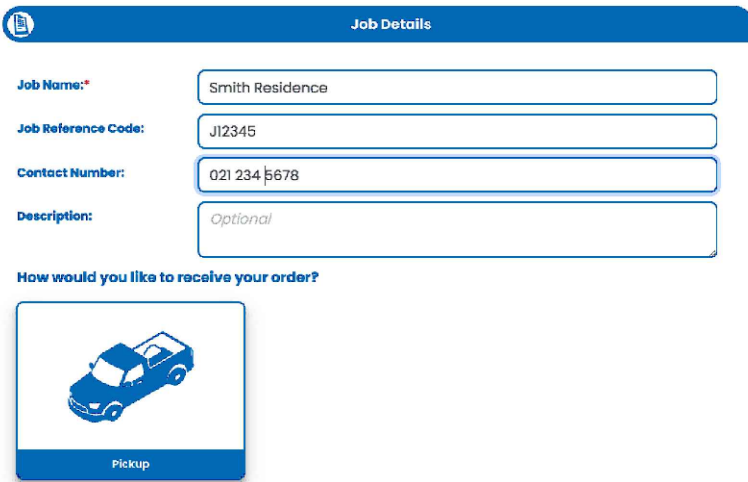 Job Details
Job Name:* Smith Residence
Job Reference Code: J12345
Contact Number: 021 234 5678
Description: Optional
How would you like to receive your order?
Pickup